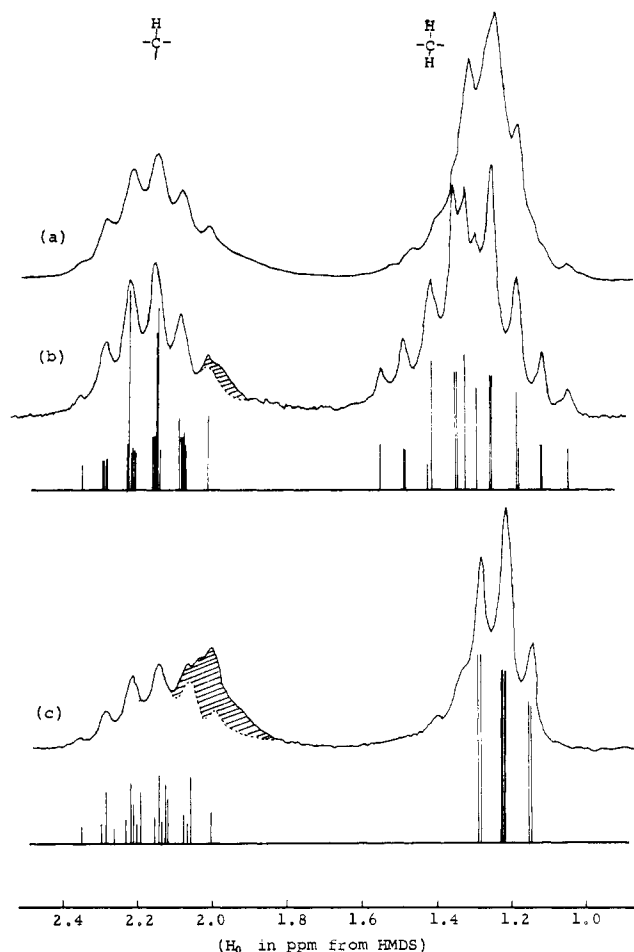 H
-C-
H
-C-
H
(a)
(b)
(c)
2.4 2.2 2.0 1.8 1.6 1.4 1.2 1.0
(H₀ in ppm from HMDS)